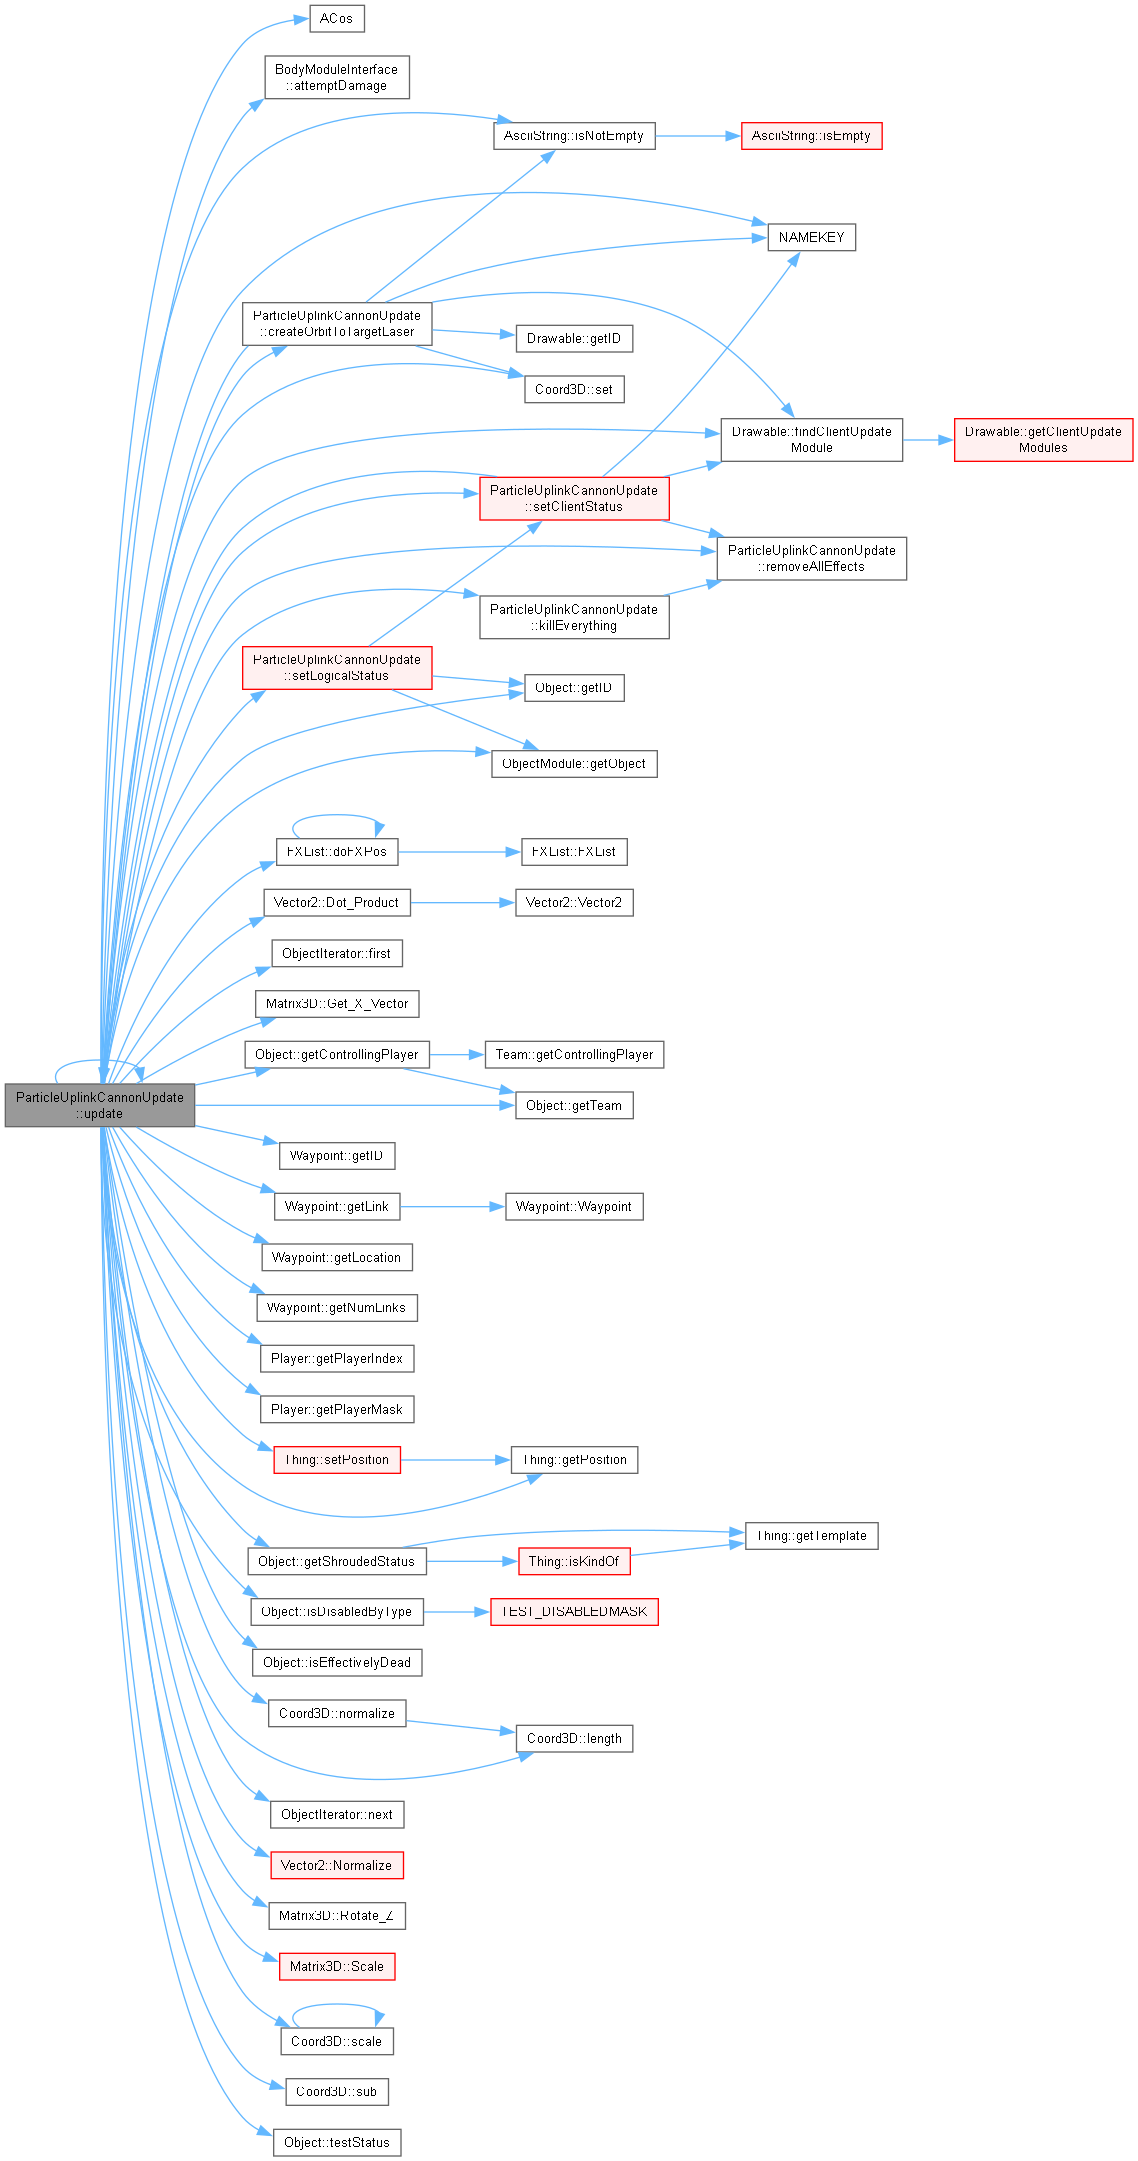 ACos
BodyModuleInterface
::attemptDamage
AsciiString::isNotEmpty
AsciiString::isEmpty
NAMEKEY
ParticleUplinkCannonUpdate
::createOrbitToTargetLaser
Drawable::getID
Coord3D::set
Drawable::findClientUpdate
Module
Drawable::getClientUpdate
Modules
ParticleUplinkCannonUpdate
::setClientStatus
ParticleUplinkCannonUpdate
::removeAllEffects
ParticleUplinkCannonUpdate
::killEverything
ParticleUplinkCannonUpdate
::setLogicalStatus
Object::getID
ObjectModule::getObject
FXList::doFXPos
FXList::FXList
Vector2::Dot_Product
Vector2::Vector2
ObjectIterator::first
Matrix3D::Get_X_Vector
Object::getControllingPlayer
Team::getControllingPlayer
ParticleUplinkCannonUpdate
::update
Object::getTeam
Waypoint::getID
Waypoint::getLink
Waypoint::Waypoint
Waypoint::getLocation
Waypoint::getNumLinks
Player::getPlayerIndex
Player::getPlayerMask
Thing::setPosition
Thing::getPosition
Thing::getTemplate
Object::getShroudedStatus
Thing::isKindOf
Object::isDisabledByType
TEST_DISABLEDMASK
Object::isEffectivelyDead
Coord3D::normalize
Coord3D::length
ObjectIterator::next
Vector2::Normalize
Matrix3D::Rotate_Z
Matrix3D::Scale
Coord3D::scale
Coord3D::sub
Object::testStatus